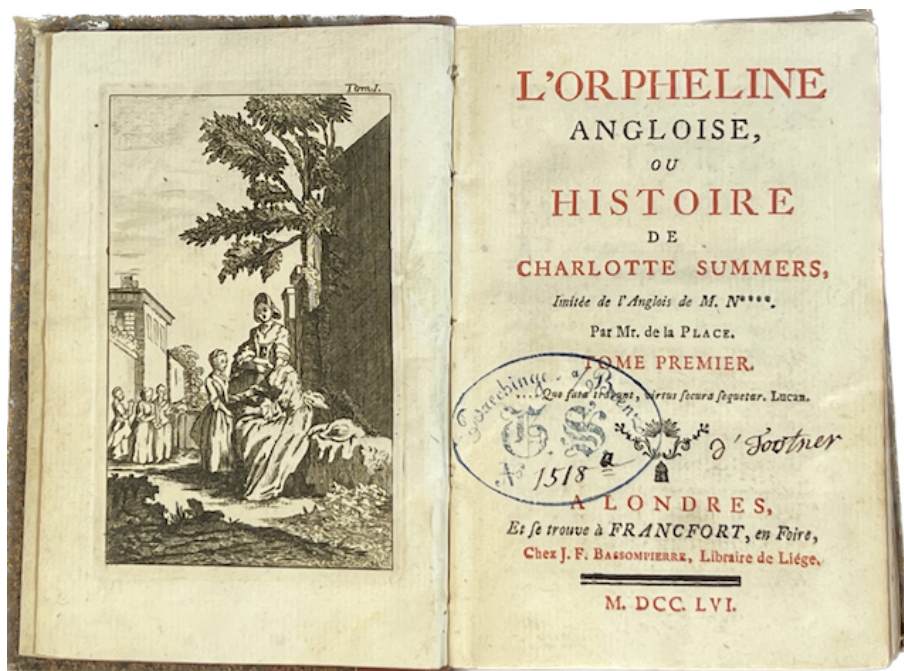 Tom.I.
L'ORPHELINE
ANGLOISE,
OU
HISTOIRE
DE
CHARLOTTE SUMMERS,
Imitée de l'Anglois de M. N****.
Par Mr. de la PLACE.
TOME PREMIER.
....Que fata trahunt, virtus secura sequetur. Lucan.
N° 1518 a
A LONDRES,
Et se trouve à FRANCFORT, en Foire,
Chez J. F. BASSOMPIERRE, Libraire de Liége.
M. DCC. LVI.